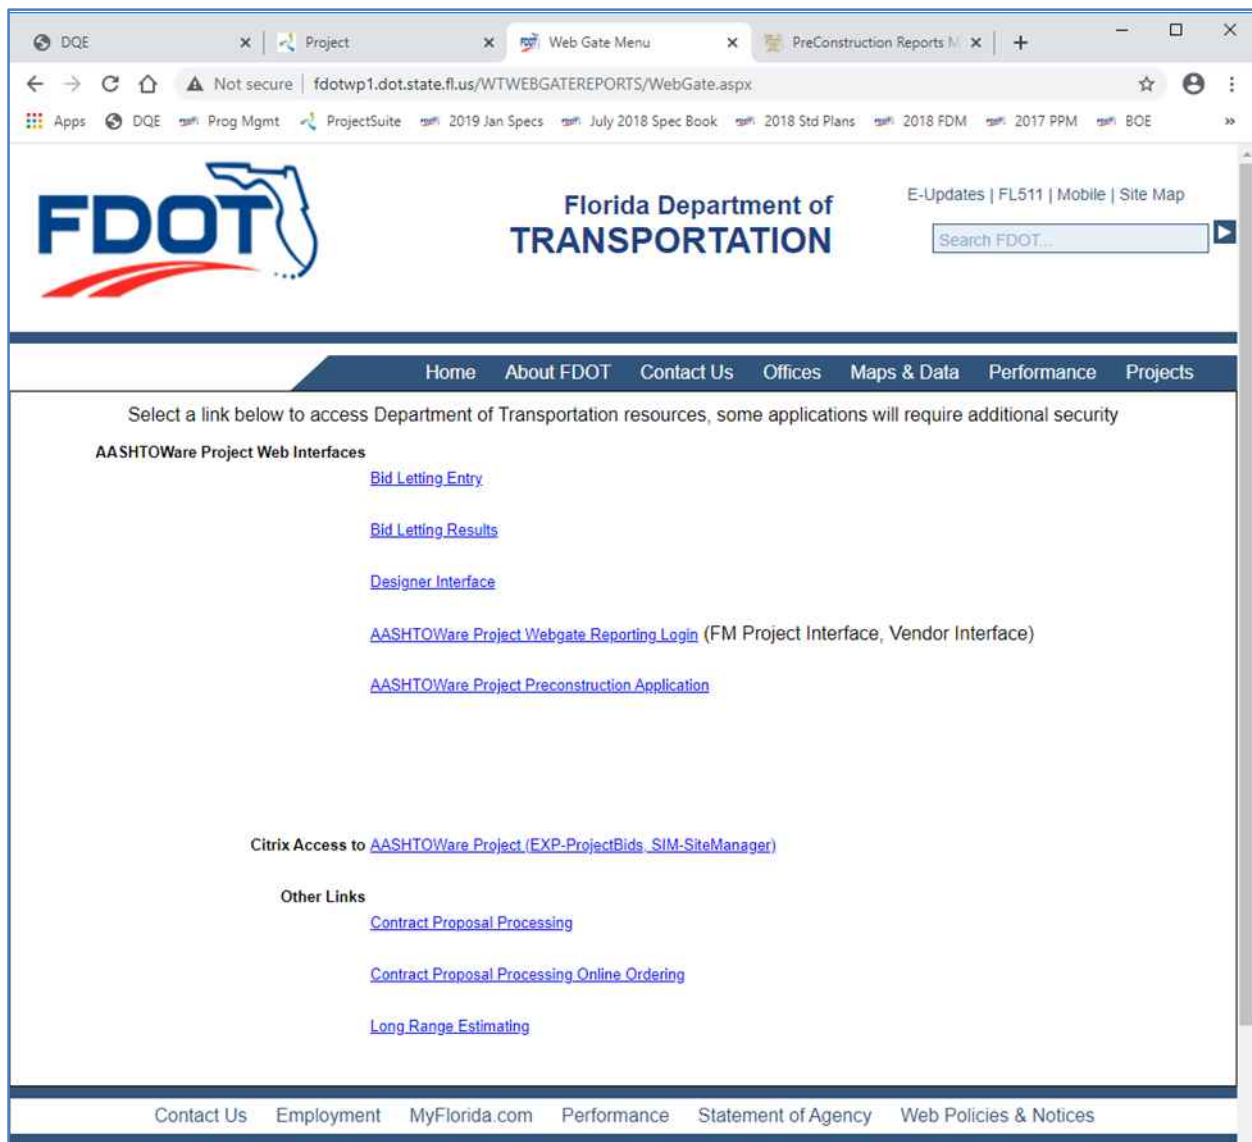 DQE Project Web Gate Menu PreConstruction Reports M
Not secure | fdotwp1.dot.state.fl.us/WTWEBGATEREPORTS/WebGate.aspx
Apps DQE Prog Mgmt ProjectSuite 2019 Jan Specs July 2018 Spec Book 2018 Std Plans 2018 FDM 2017 PPM BOE »
FDOT
Florida Department of
TRANSPORTATION
E-Updates | FL511 | Mobile | Site Map
Search FDOT...
Home About FDOT Contact Us Offices Maps & Data Performance Projects
Select a link below to access Department of Transportation resources, some applications will require additional security
AASHTOWare Project Web Interfaces
Bid Letting Entry
Bid Letting Results
Designer Interface
AASHTOWare Project Webgate Reporting Login (FM Project Interface, Vendor Interface)
AASHTOWare Project Preconstruction Application
Citrix Access to AASHTOWare Project (EXP-ProjectBids, SIM-SiteManager)
Other Links
Contract Proposal Processing
Contract Proposal Processing Online Ordering
Long Range Estimating
Contact Us Employment MyFlorida.com Performance Statement of Agency Web Policies & Notices